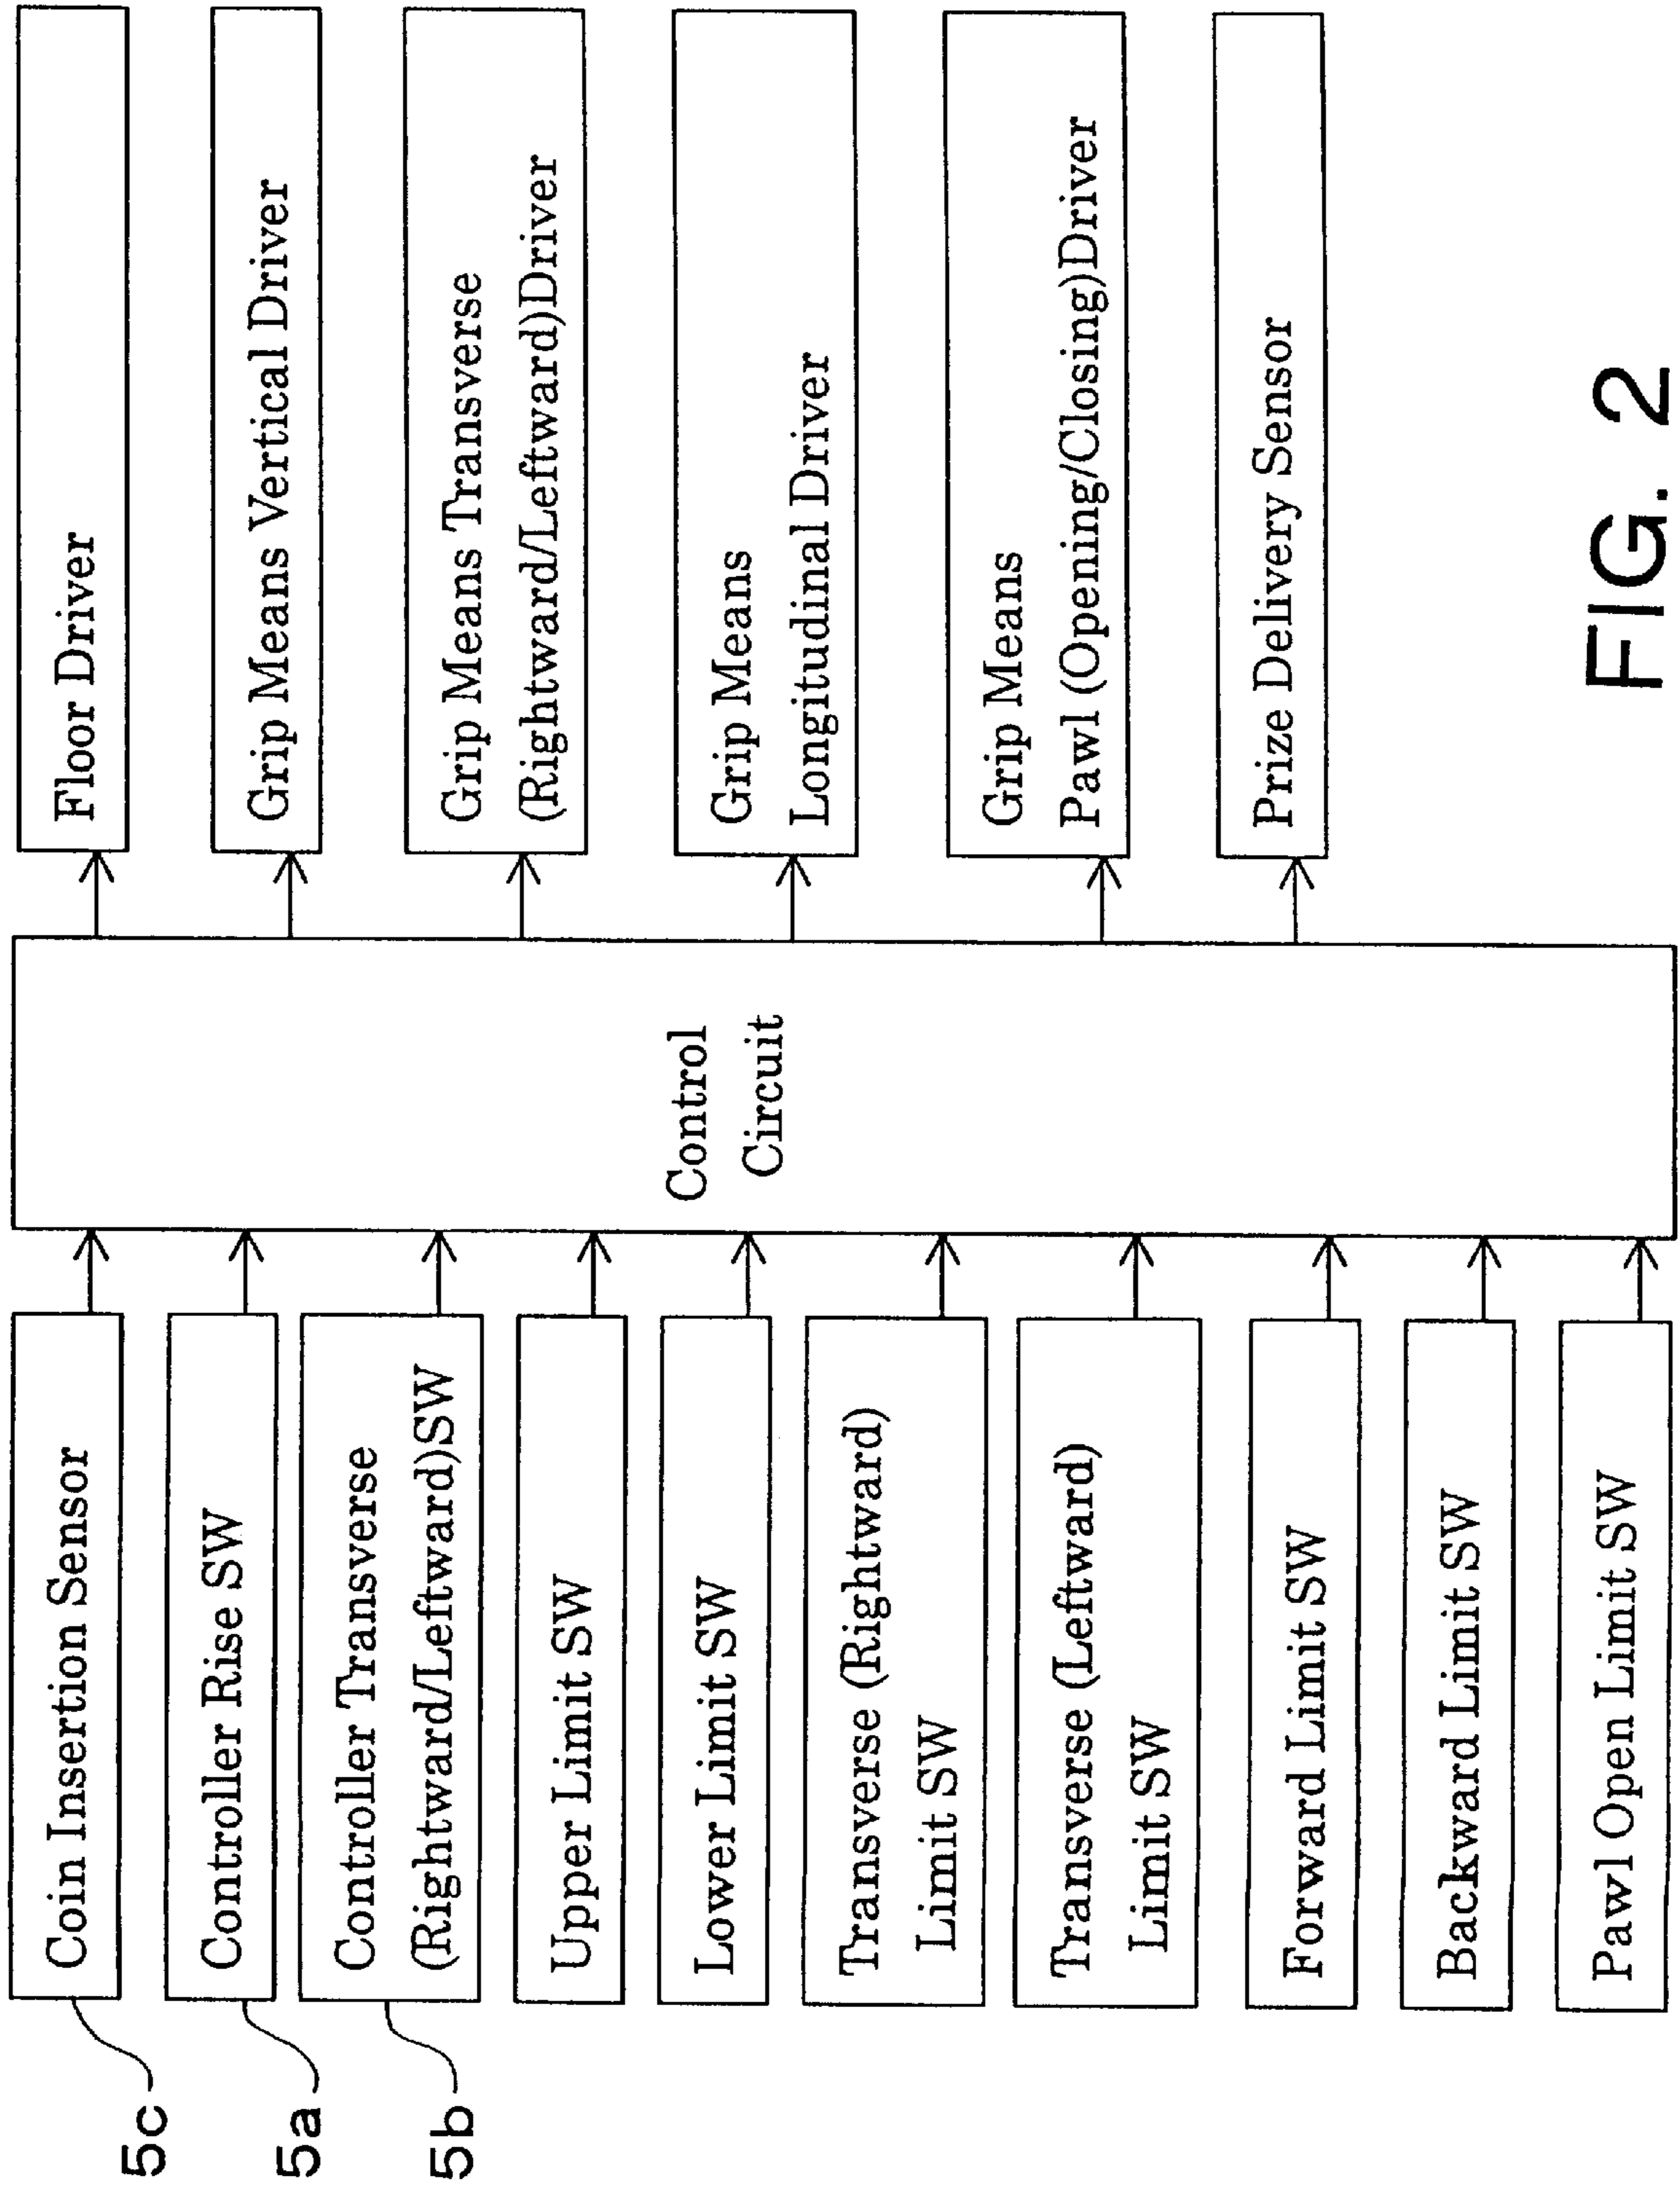 5c
Coin Insertion Sensor
5a
Controller Rise SW
5b
Controller Transverse
(Rightward/Leftward)SW
Upper Limit SW
Lower Limit SW
Transverse (Rightward)
Limit SW
Transverse (Leftward)
Limit SW
Forward Limit SW
Backward Limit SW
Pawl Open Limit SW
Control
Circuit
Floor Driver
Grip Means Vertical Driver
Grip Means Transverse
(Rightward/Leftward)Driver
Grip Means
Longitudinal Driver
Grip Means
Pawl (Opening/Closing)Driver
Prize Delivery Sensor
FIG. 2